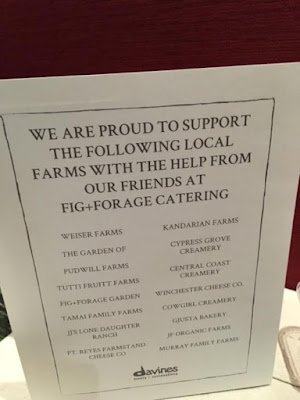 WE ARE PROUD TO SUPPORT
THE FOLLOWING LOCAL
FARMS WITH THE HELP FROM
OUR FRIENDS AT
FIG+FORAGE CATERING
WEISER FARMS
THE GARDEN OF
PUDWILL FARMS
TUTTI FRUTTI FARMS
FIG+FORAGE GARDEN
TAMAI FAMILY FARMS
JJ'S LONE DAUGHTER
RANCH
PT. REYES FARMSTAND
CHEESE CO.
KANDARIAN FARMS
CYPRESS GROVE
CREAMERY
CENTRAL COAST
CREAMERY
WINCHESTER CHEESE CO.
COWGIRL CREAMERY
GJUSTA BAKERY
JF ORGANIC FARMS
MURRAY FAMILY FARMS
davines